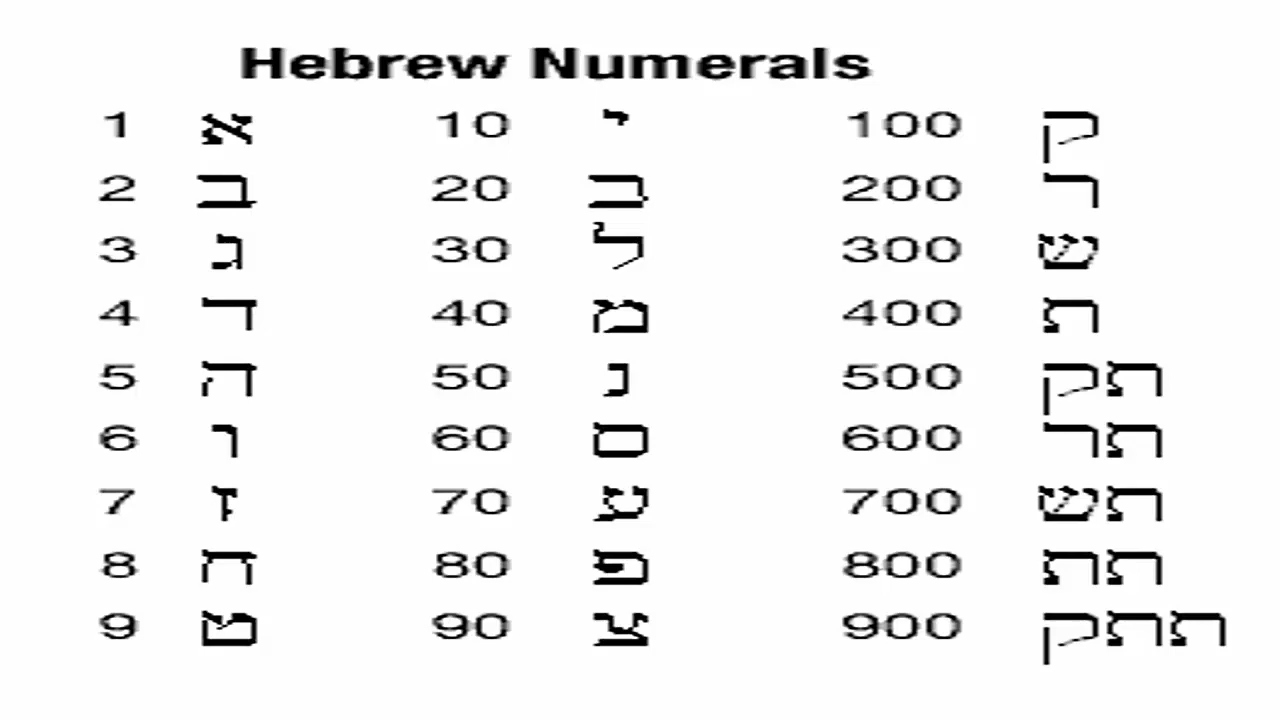 Hebrew Numerals
1 א 10 י 100 ק
2 ב 20 ב 200 ר
3 ג 30 ל 300 ש
4 ד 40 מ 400 ת
5 ה 50 נ 500 תק
6 ו 60 ס 600 תר
7 ז 70 ע 700 תש
8 ח 80 פ 800 תת
9 ט 90 צ 900 תתק